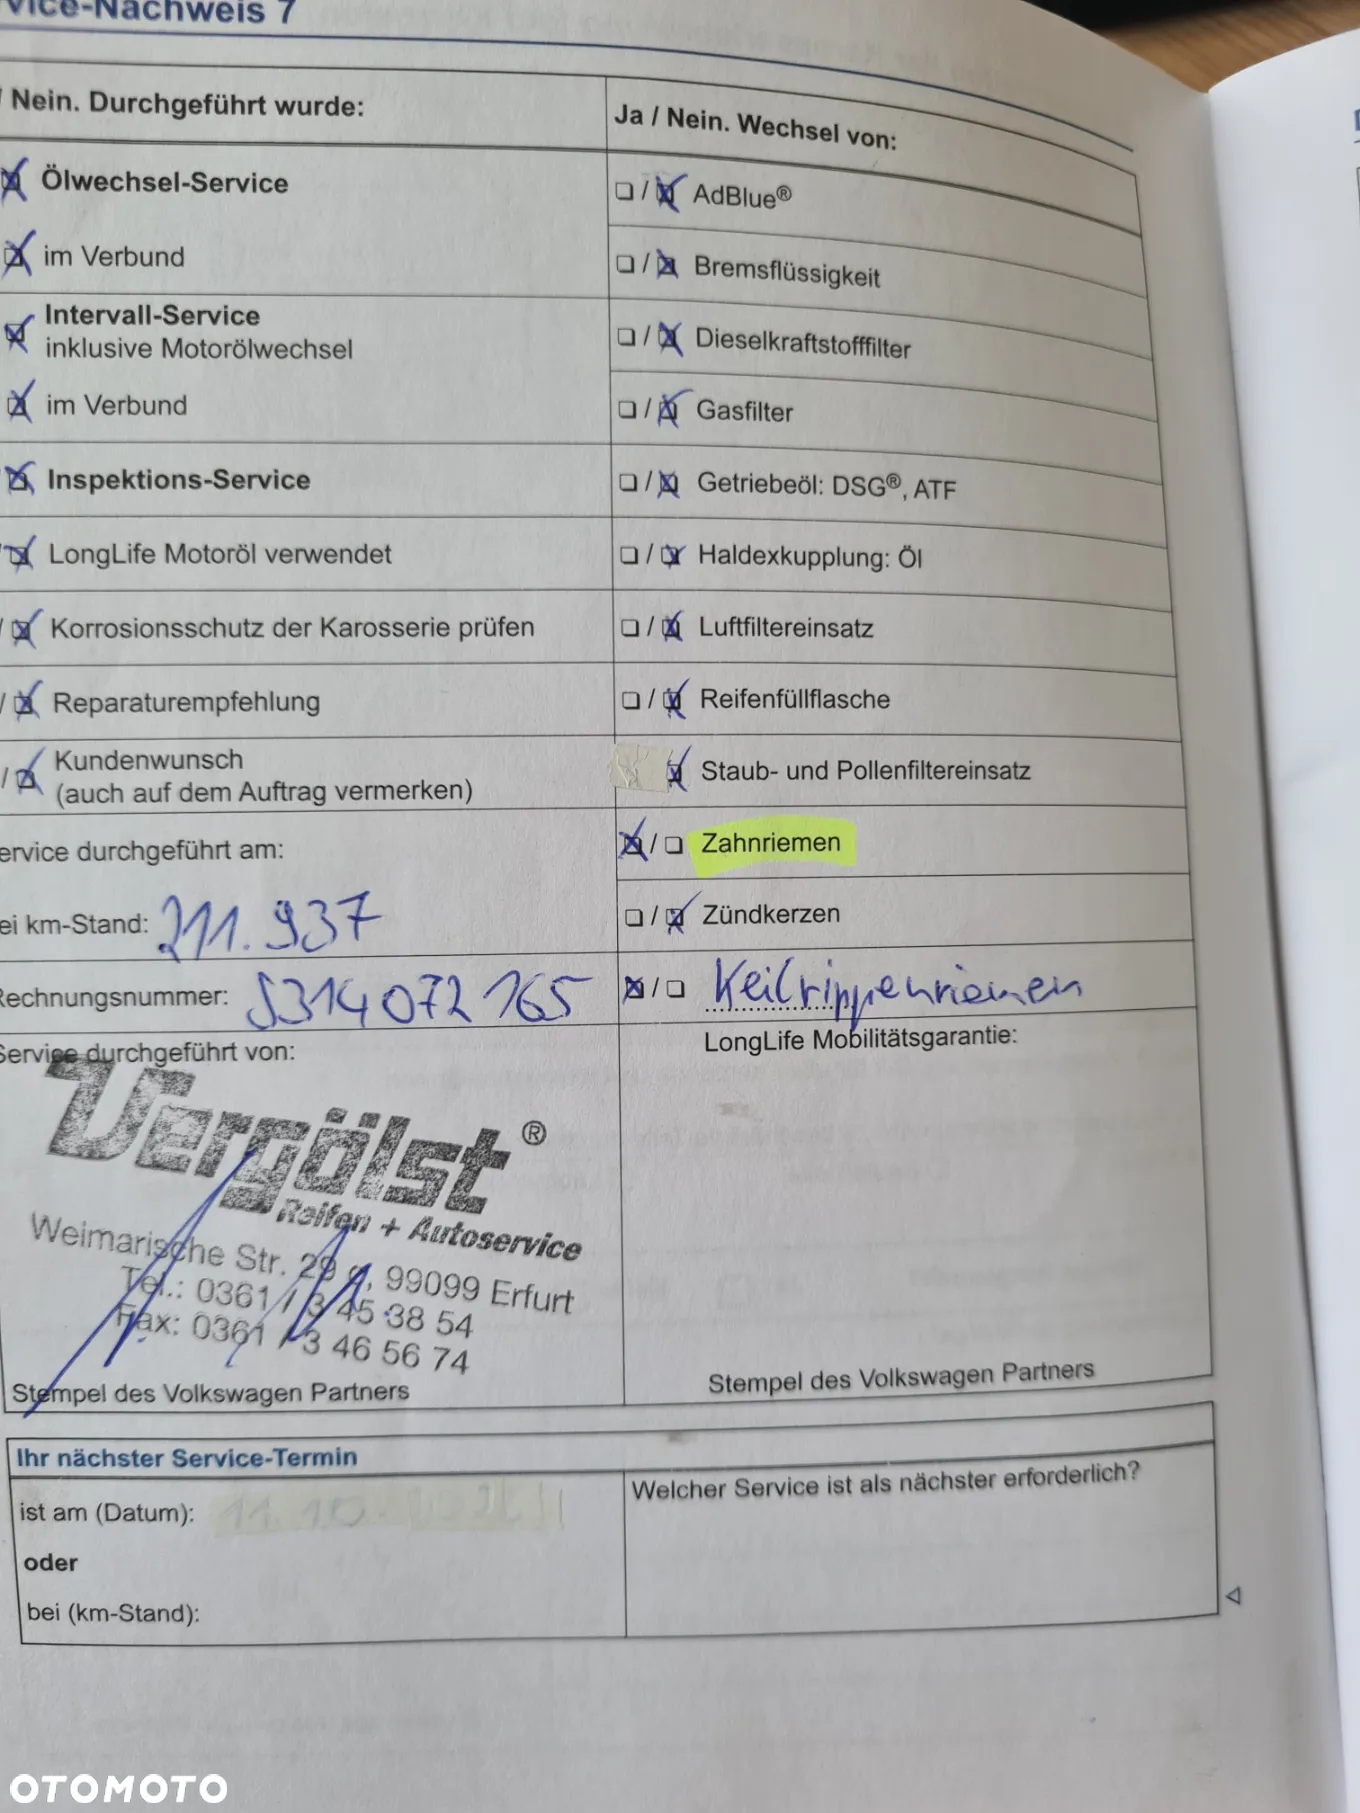 vice-Nachweis 7
/ Nein. Durchgeführt wurde:
Ja / Nein. Wechsel von:
Ölwechsel-Service
im Verbund
Intervall-Service
inklusive Motorölwechsel
im Verbund
Inspektions-Service
LongLife Motoröl verwendet
/ Korrosionsschutz der Karosserie prüfen
/ Reparaturempfehlung
/ Kundenwunsch
(auch auf dem Auftrag vermerken)
ervice durchgeführt am:
ei km-Stand: 211.937
Rechnungsnummer: S314072165
Service durchgeführt von:
Vergölst ®
Reifen + Autoservice
Weimarische Str. 29 a, 99099 Erfurt
Tel.: 0361 / 3 45 38 54
Fax: 0361 / 3 46 56 74
Stempel des Volkswagen Partners
/ AdBlue®
/ Bremsflüssigkeit
/ Dieselkraftstofffilter
/ Gasfilter
/ Getriebeöl: DSG®, ATF
/ Haldexkupplung: Öl
/ Luftfiltereinsatz
/ Reifenfüllflasche
Staub- und Pollenfiltereinsatz
/ Zahnriemen
/ Zündkerzen
/ Keilrippenriemen
LongLife Mobilitätsgarantie:
Stempel des Volkswagen Partners
Ihr nächster Service-Termin
ist am (Datum):
oder
bei (km-Stand):
Welcher Service ist als nächster erforderlich?
OTOMOTO